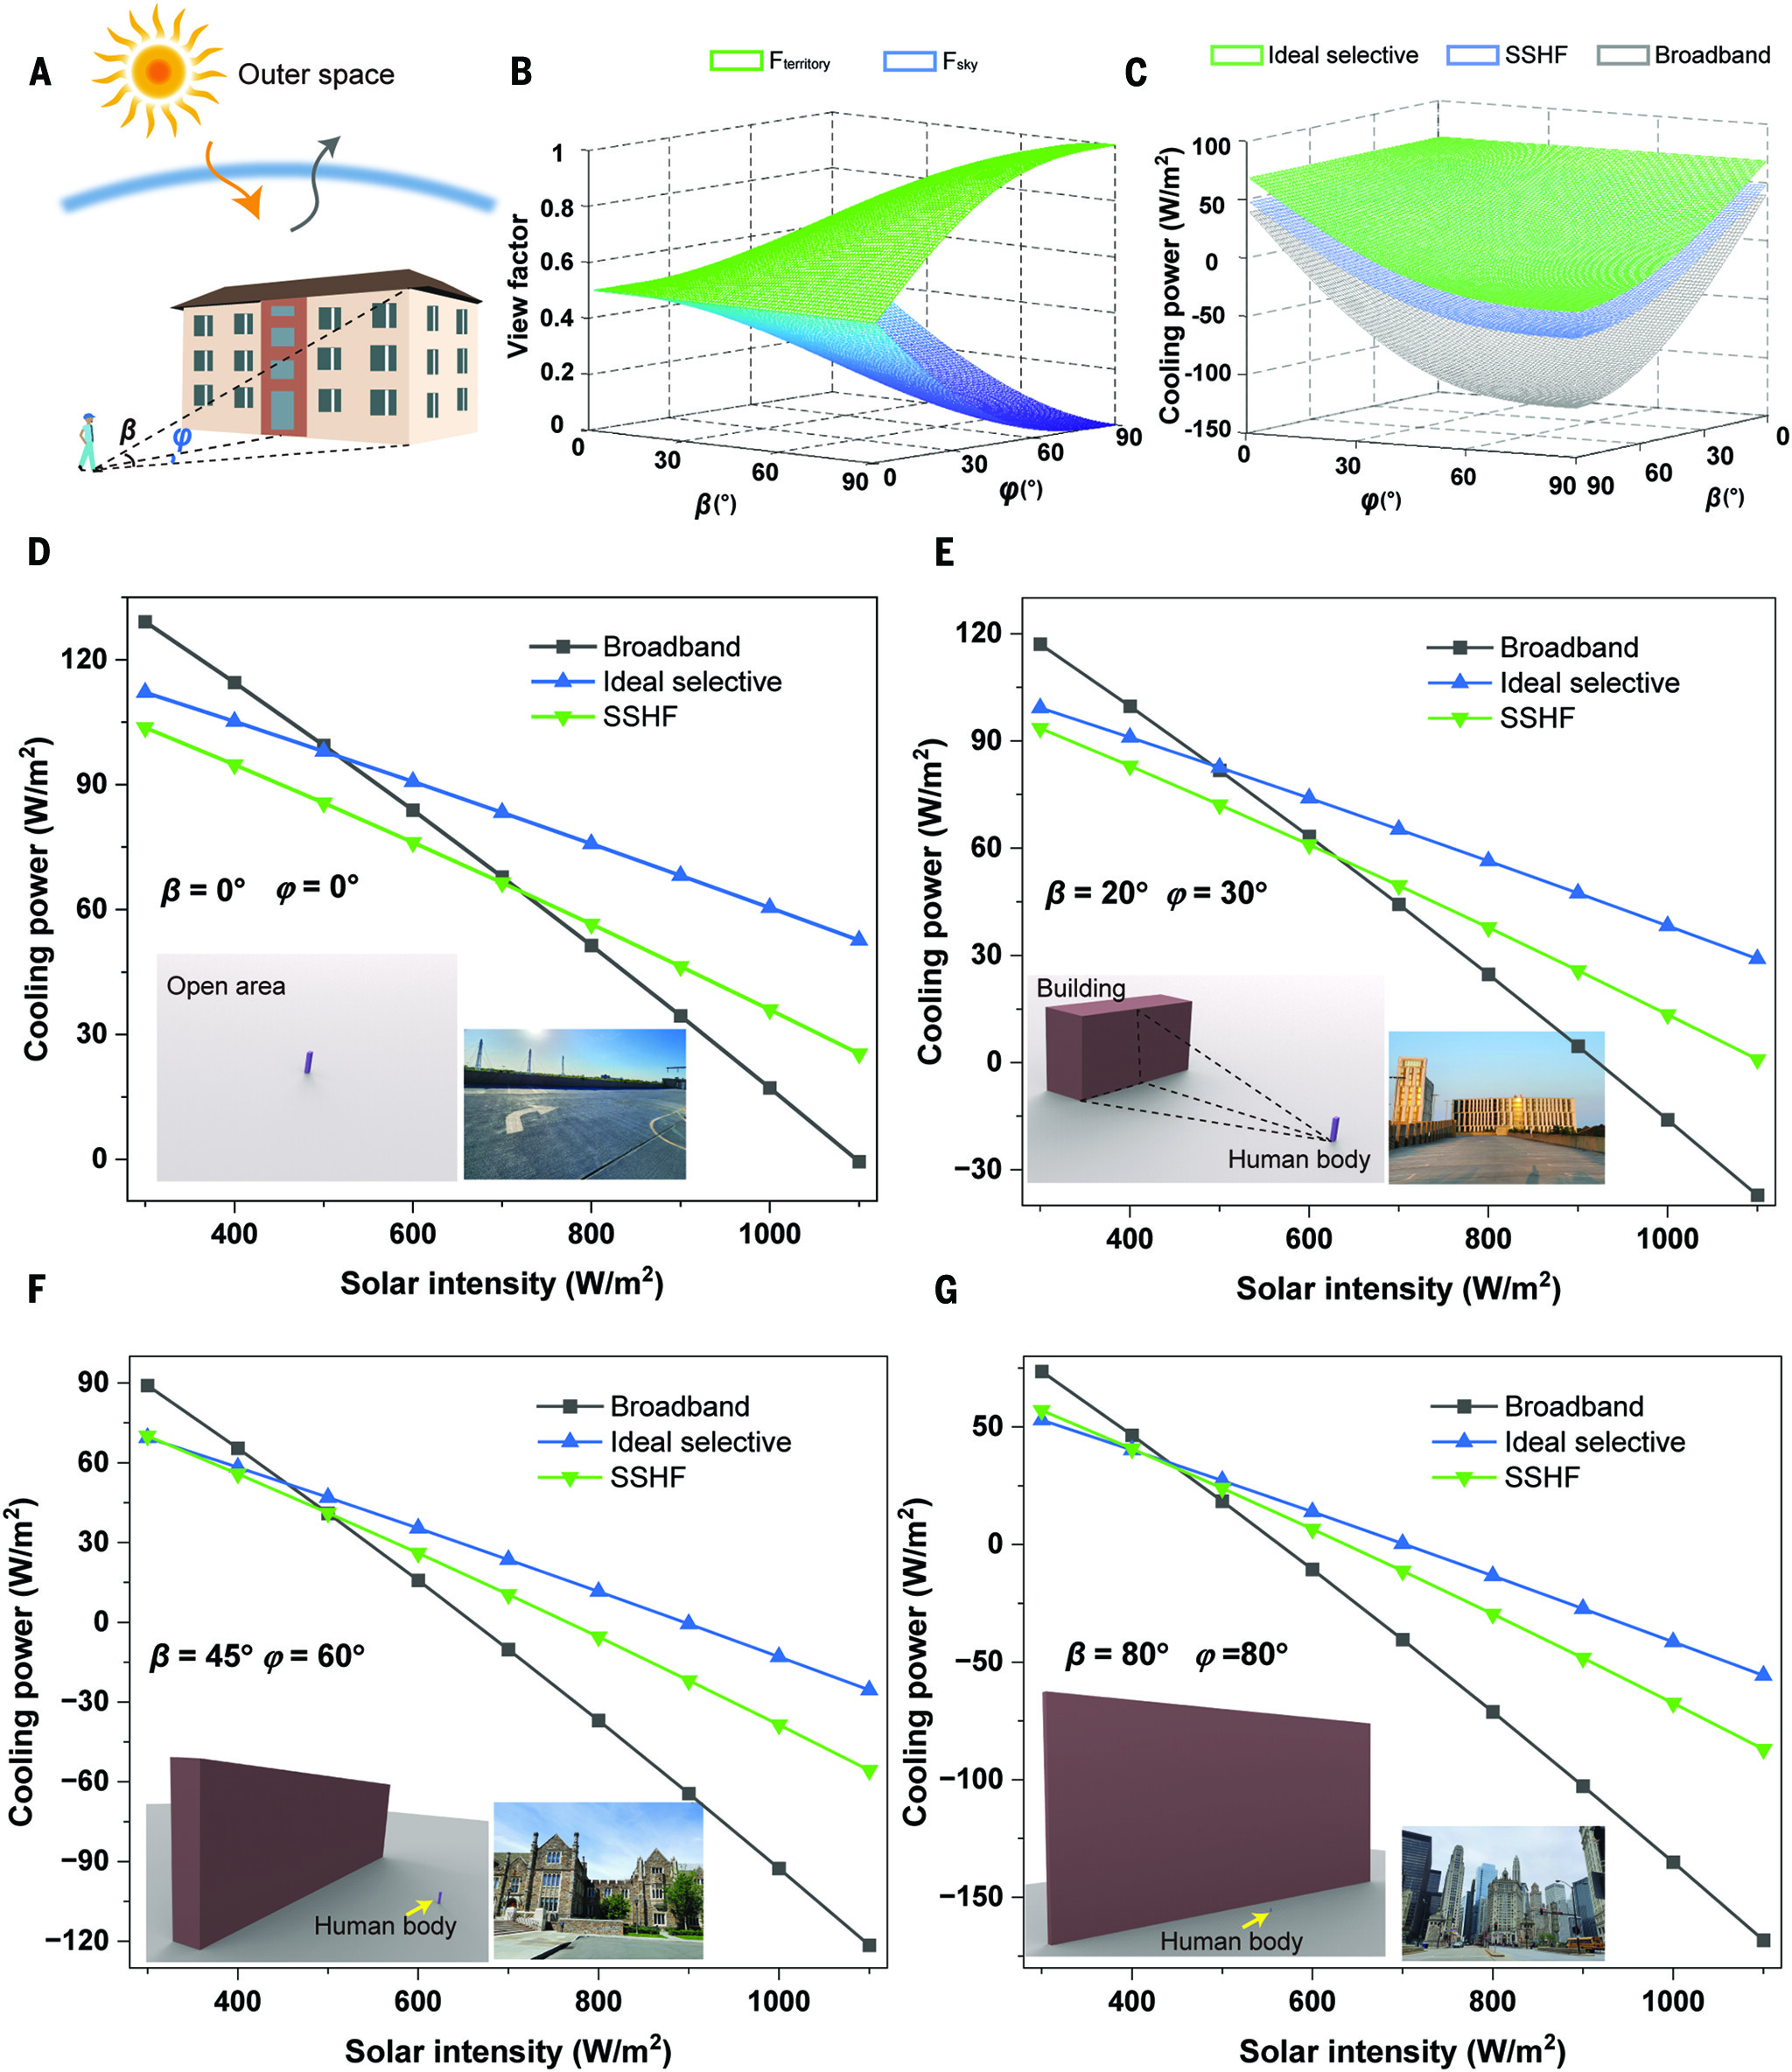 A
Outer space
β
φ
B
F_territory F_sky
View factor
1
0.8
0.6
0.4
0.2
0
0
30
60
90
0
30
60
90
β(°)
φ(°)
C
Ideal selective SSHF Broadband
Cooling power (W/m²)
100
50
0
-50
-100
-150
0
30
60
90
90
60
30
0
φ(°)
β(°)
D
Cooling power (W/m²)
120
90
60
30
0
Broadband
Ideal selective
SSHF
β = 0° φ = 0°
Open area
400 600 800 1000
Solar intensity (W/m²)
E
Cooling power (W/m²)
120
90
60
30
0
−30
Broadband
Ideal selective
SSHF
β = 20° φ = 30°
Building
Human body
400 600 800 1000
Solar intensity (W/m²)
F
Cooling power (W/m²)
90
60
30
0
−30
−60
−90
−120
Broadband
Ideal selective
SSHF
β = 45° φ = 60°
Human body
400 600 800 1000
Solar intensity (W/m²)
G
Cooling power (W/m²)
50
0
−50
−100
−150
Broadband
Ideal selective
SSHF
β = 80° φ =80°
Human body
400 600 800 1000
Solar intensity (W/m²)